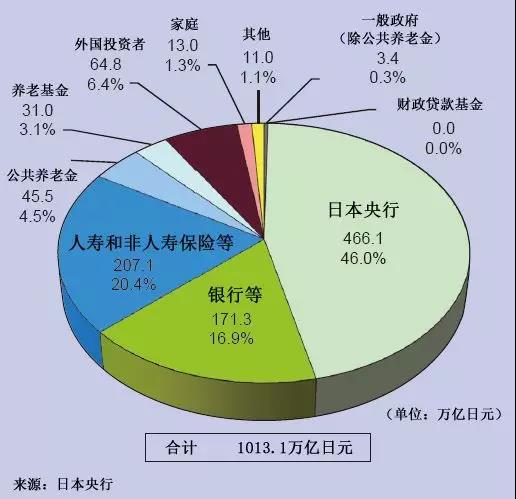 家庭
13.0
1.3%
其他
11.0
1.1%
一般政府
（除公共养老金）
3.4
0.3%
外国投资者
64.8
6.4%
财政贷款基金
0.0
0.0%
养老基金
31.0
3.1%
公共养老金
45.5
4.5%
日本央行
466.1
46.0%
人寿和非人寿保险等
207.1
20.4%
银行等
171.3
16.9%
（单位：万亿日元）
合计 1013.1万亿日元
来源：日本央行